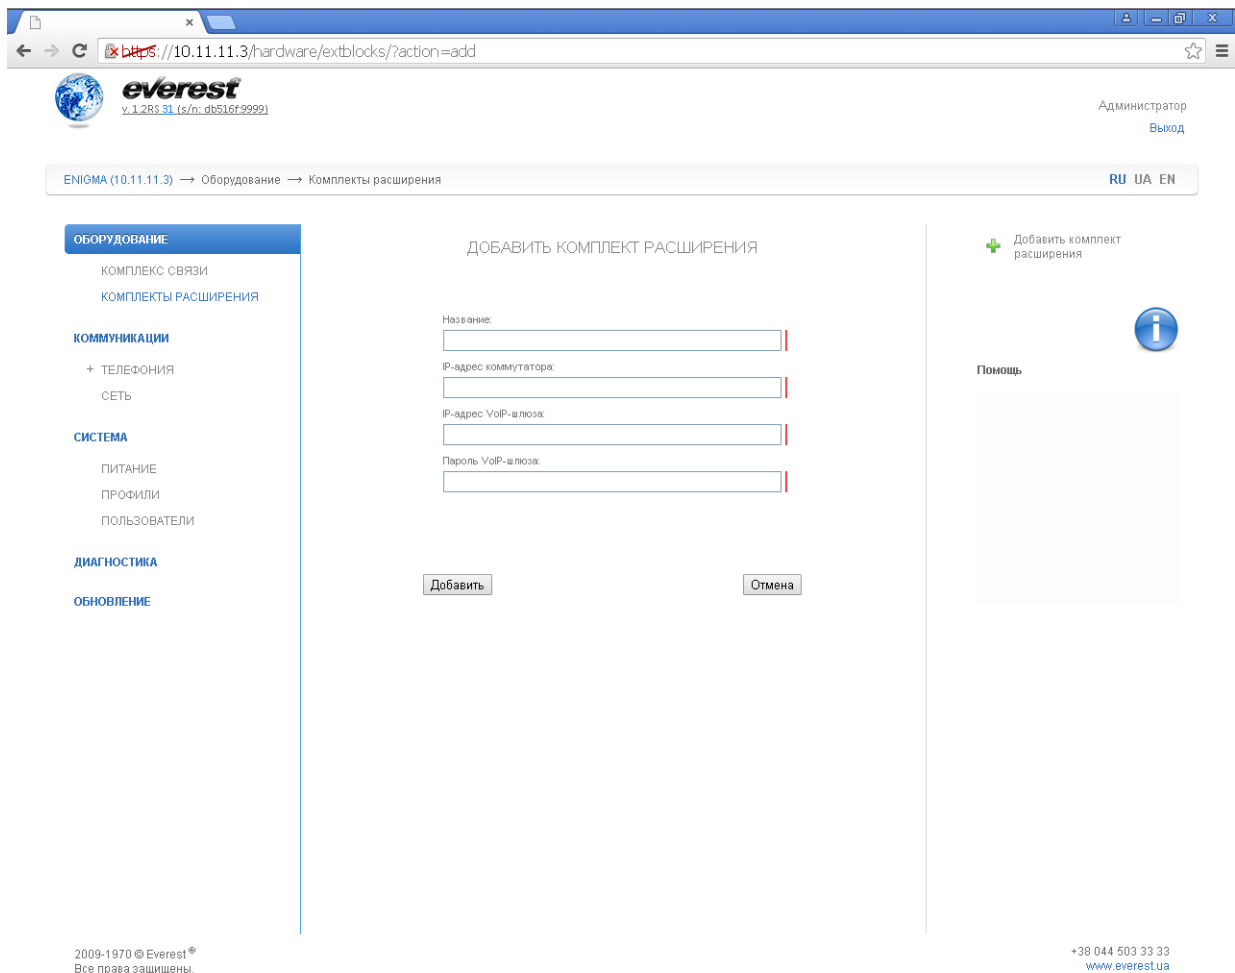 https://10.11.11.3/hardware/extblocks/?action=add
everest
v. 1.2RS 31 (s/n: db516f9999)
Администратор
Выход
ENIGMA (10.11.11.3) → Оборудование → Комплекты расширения
RU UA EN
ОБОРУДОВАНИЕ
КОМПЛЕКС СВЯЗИ
КОМПЛЕКТЫ РАСШИРЕНИЯ
КОММУНИКАЦИИ
+ ТЕЛЕФОНИЯ
СЕТЬ
СИСТЕМА
ПИТАНИЕ
ПРОФИЛИ
ПОЛЬЗОВАТЕЛИ
ДИАГНОСТИКА
ОБНОВЛЕНИЕ
ДОБАВИТЬ КОМПЛЕКТ РАСШИРЕНИЯ
Название:
IP-адрес коммутатора:
IP-адрес VoIP-шлюза:
Пароль VoIP-шлюза:
Добавить
Отмена
Добавить комплект
расширения
Помощь
2009-1970 © Everest ®
Все права защищены.
+38 044 503 33 33
www.everest.ua